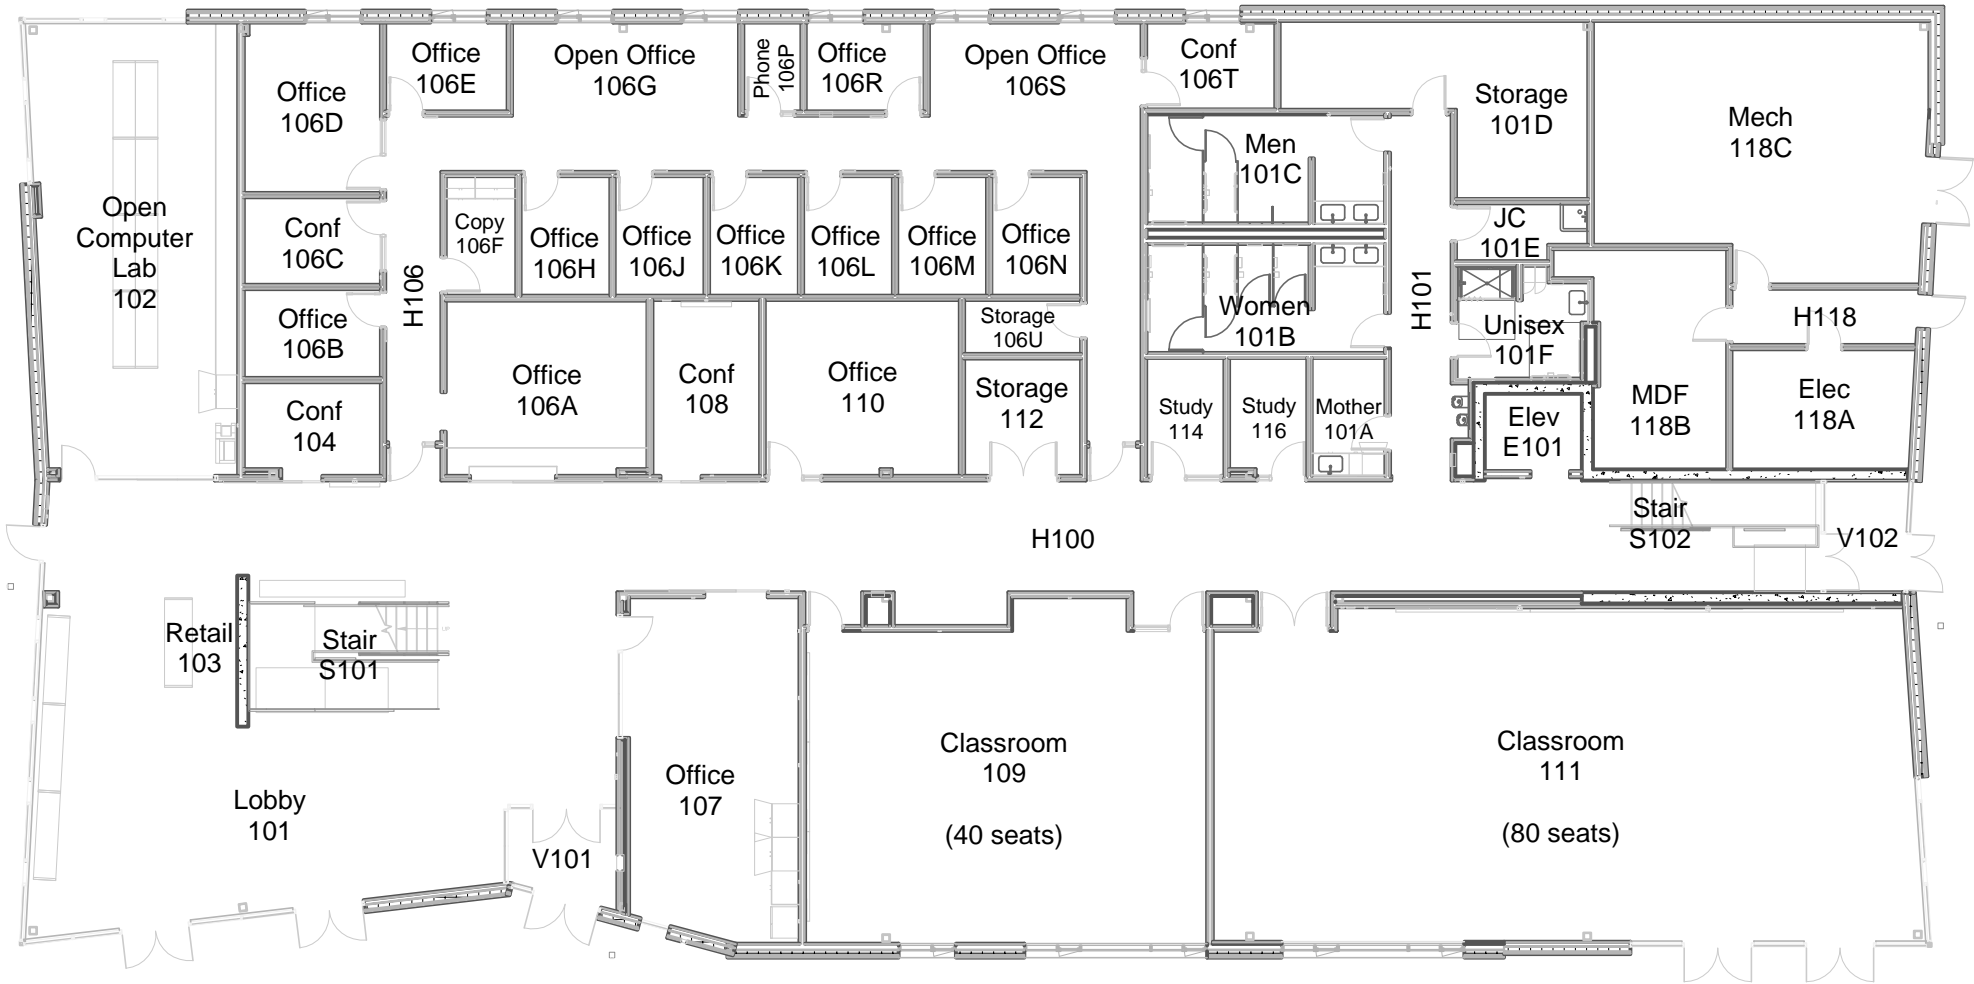 Office
106D
Office
106E
Open Office
106G
Phone
106P
Office
106R
Open Office
106S
Conf
106T
Storage
101D
Mech
118C
Men
101C
Open
Computer
Lab
102
Conf
106C
Copy
106F
Office
106H
Office
106J
Office
106K
Office
106L
Office
106M
Office
106N
JC
101E
H106
Office
106B
Storage
106U
Women
101B
H101
Unisex
101F
H118
Conf
104
Office
106A
Conf
108
Office
110
Storage
112
Study
114
Study
116
Mother
101A
Elev
E101
MDF
118B
Elec
118A
H100
Stair
S102
V102
Retail
103
Stair
S101
Lobby
101
V101
Office
107
Classroom
109
(40 seats)
Classroom
111
(80 seats)